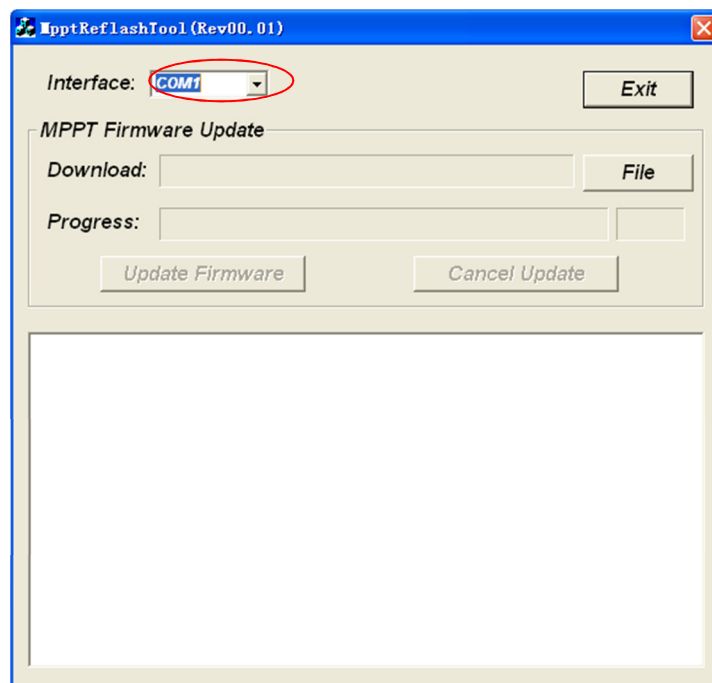 MpptReflashTool(Rev00.01)
Interface: COM1
Exit
MPPT Firmware Update
Download:
File
Progress:
Update Firmware
Cancel Update